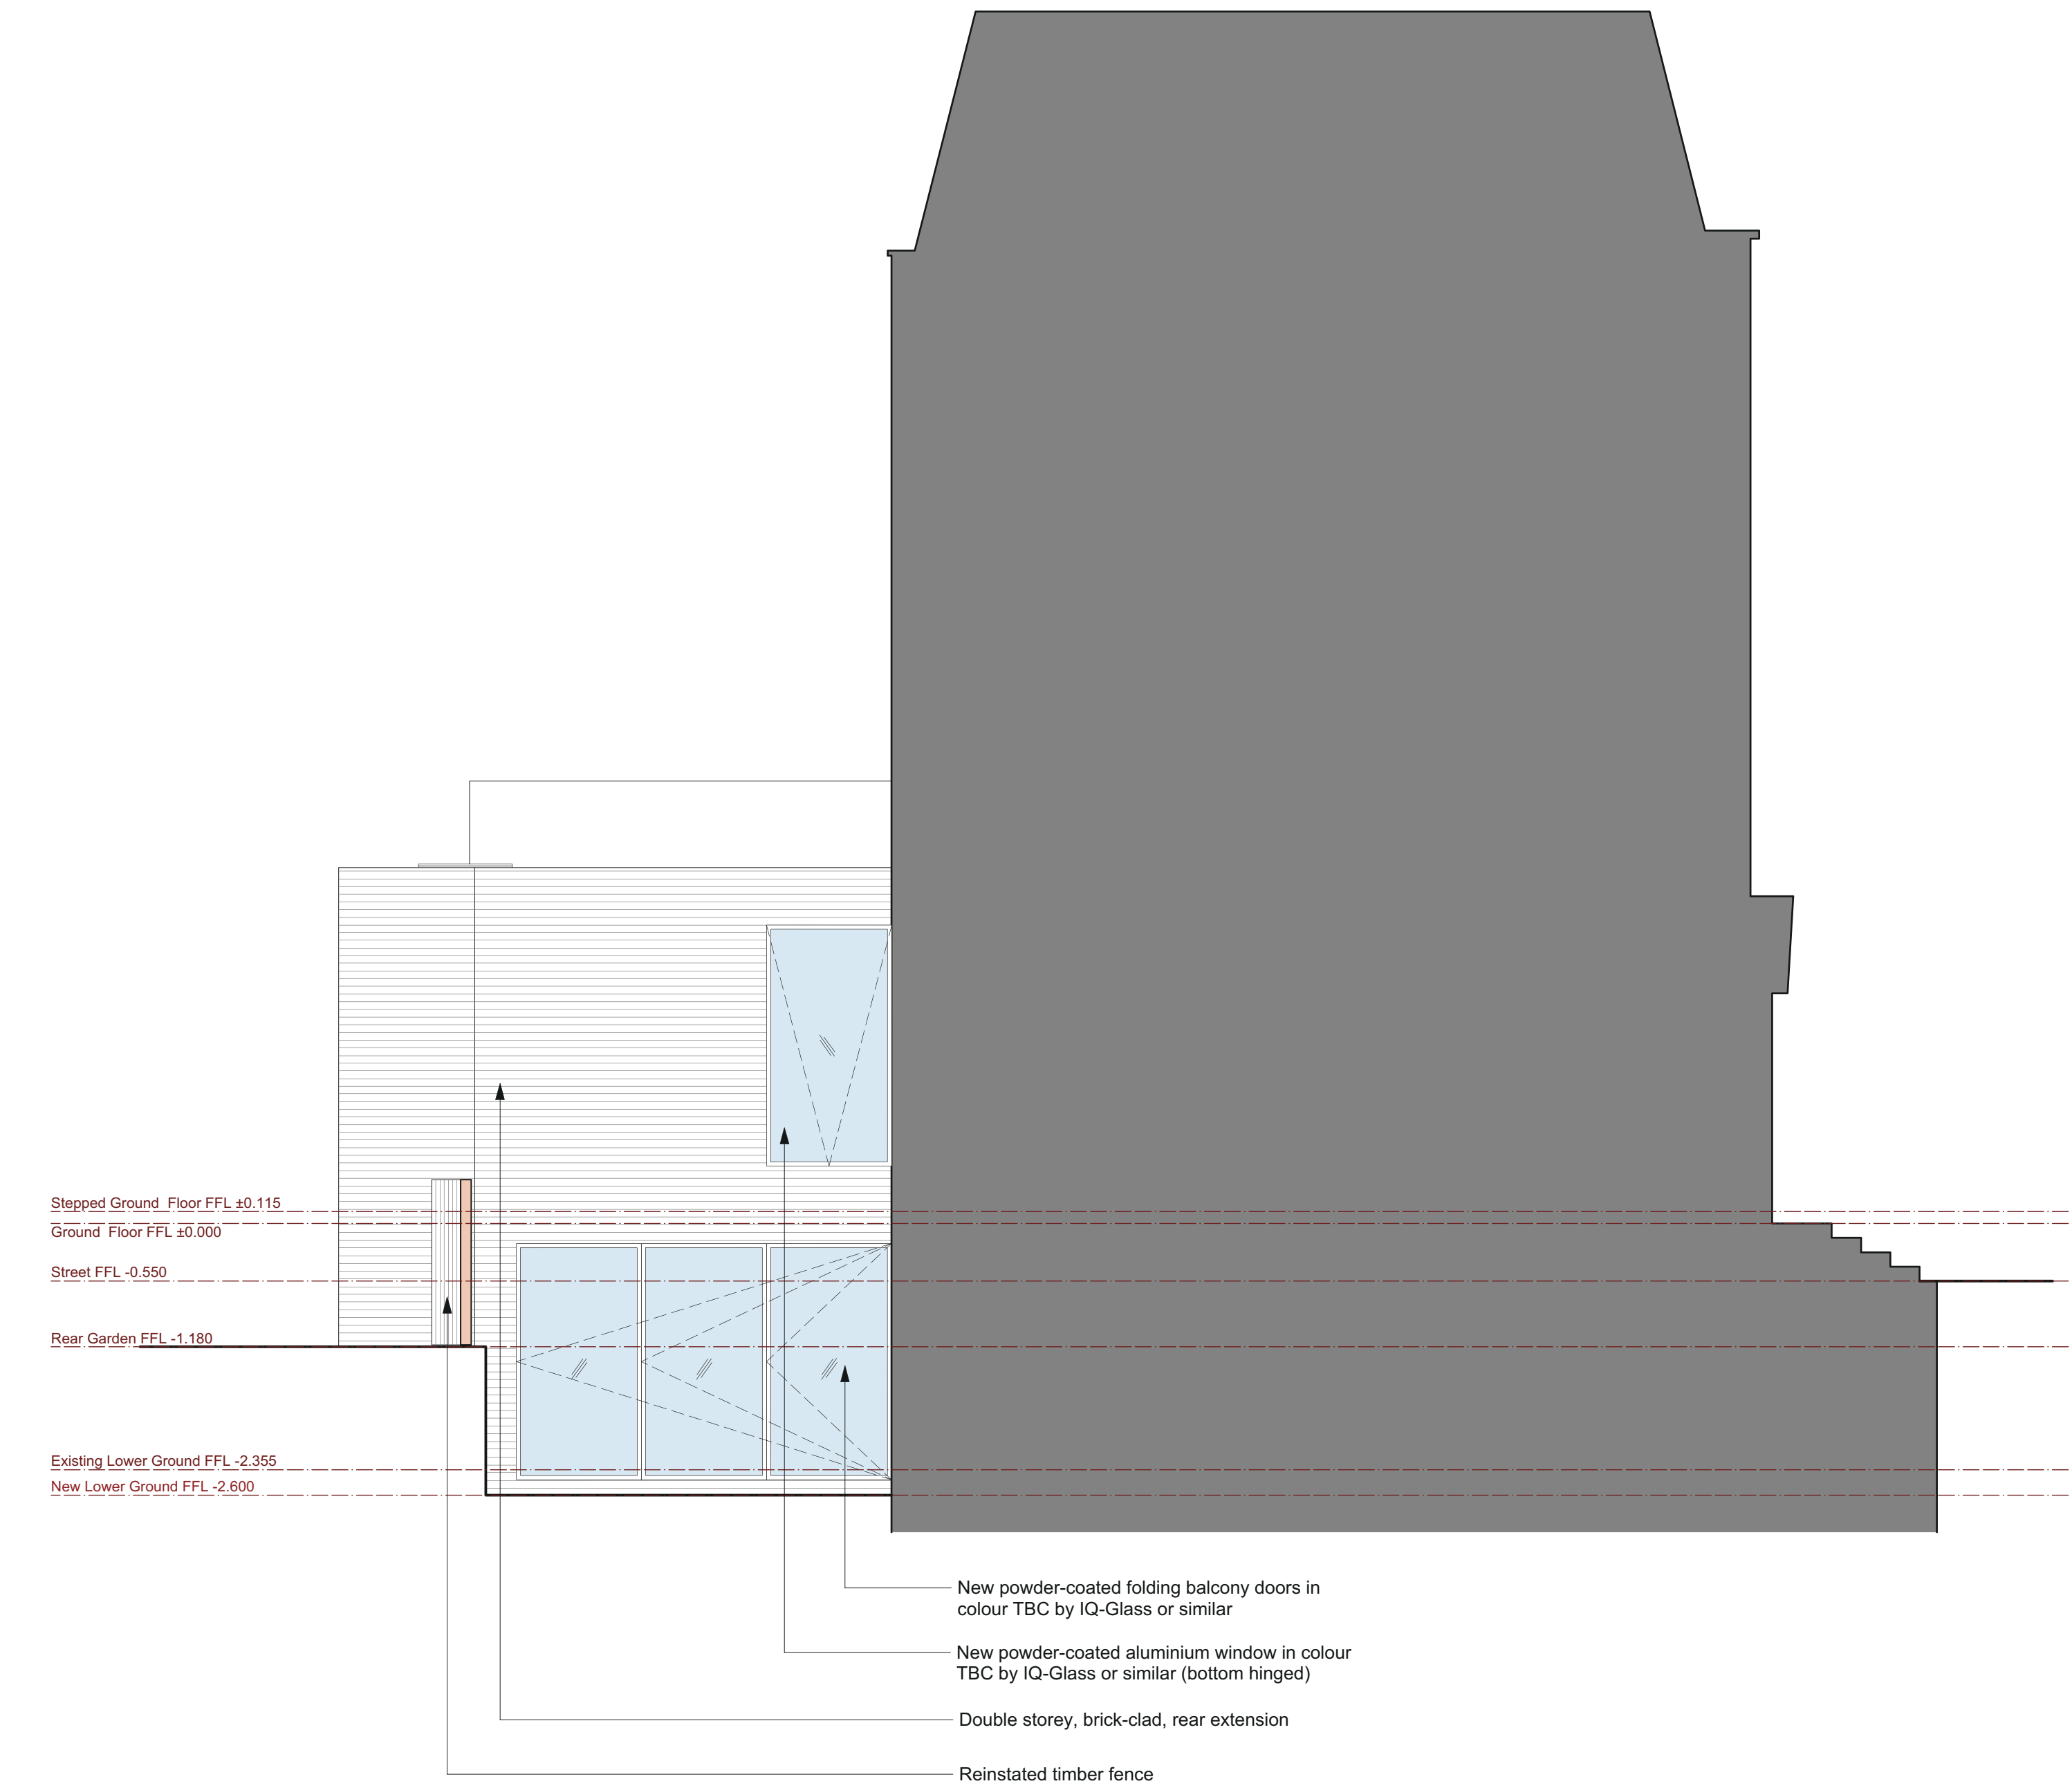 Stepped Ground  Floor FFL ±0.115
Ground  Floor FFL ±0.000
Street FFL -0.550
Rear Garden FFL -1.180
Existing Lower Ground FFL -2.355
New Lower Ground FFL -2.600
New powder-coated folding balcony doors in
colour TBC by IQ-Glass or similar
New powder-coated aluminium window in colour
TBC by IQ-Glass or similar (bottom hinged)
Double storey, brick-clad, rear extension
Reinstated timber fence